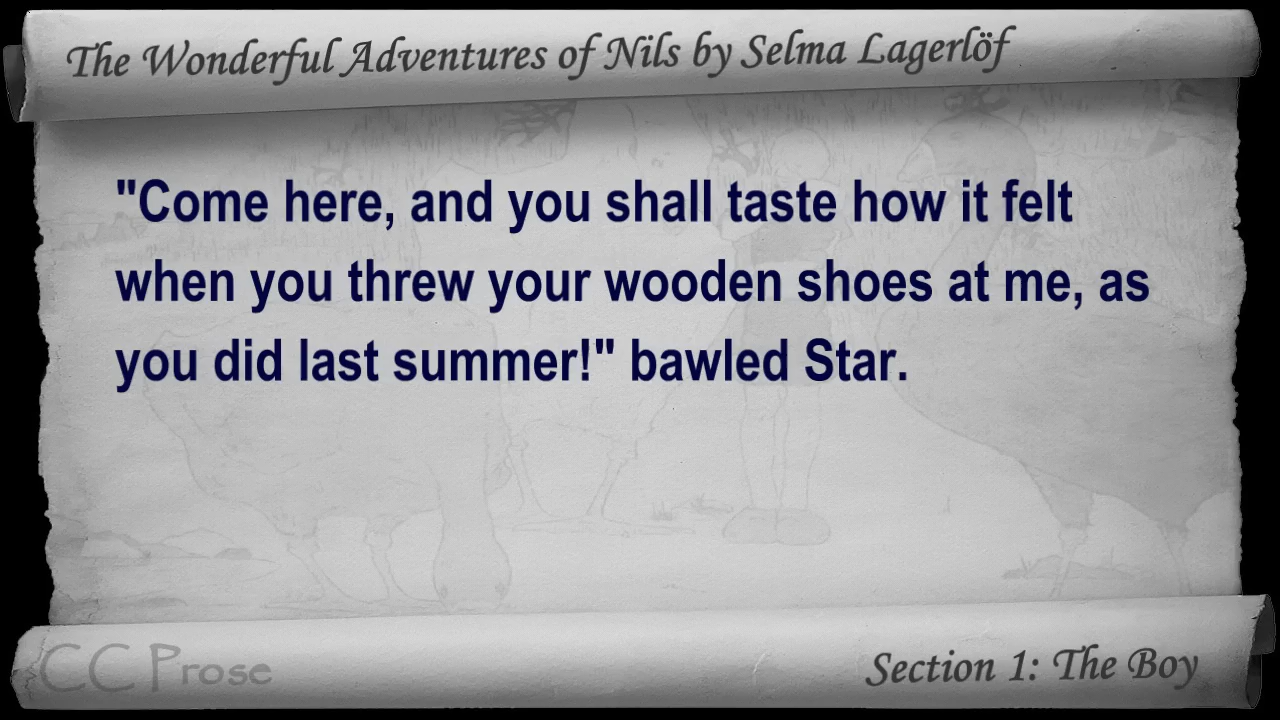 The Wonderful Adventures of Nils by Selma Lagerlöf
"Come here, and you shall taste how it felt
when you threw your wooden shoes at me, as
you did last summer!" bawled Star.
CC Prose
Section 1: The Boy